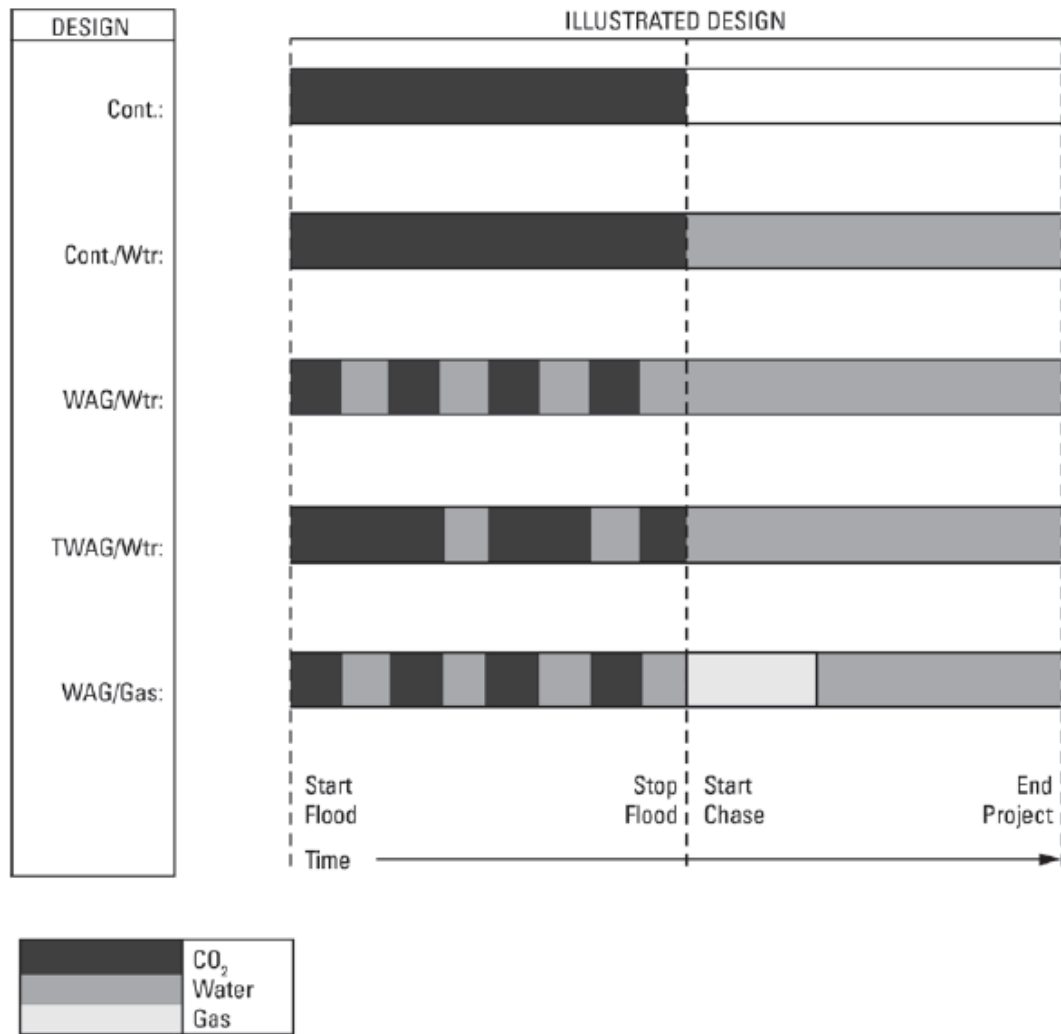 DESIGN
ILLUSTRATED DESIGN
Cont.:
Cont./Wtr:
WAG/Wtr:
TWAG/Wtr:
WAG/Gas:
Start Flood
Stop Flood
Start Chase
End Project
Time
CO₂
Water
Gas